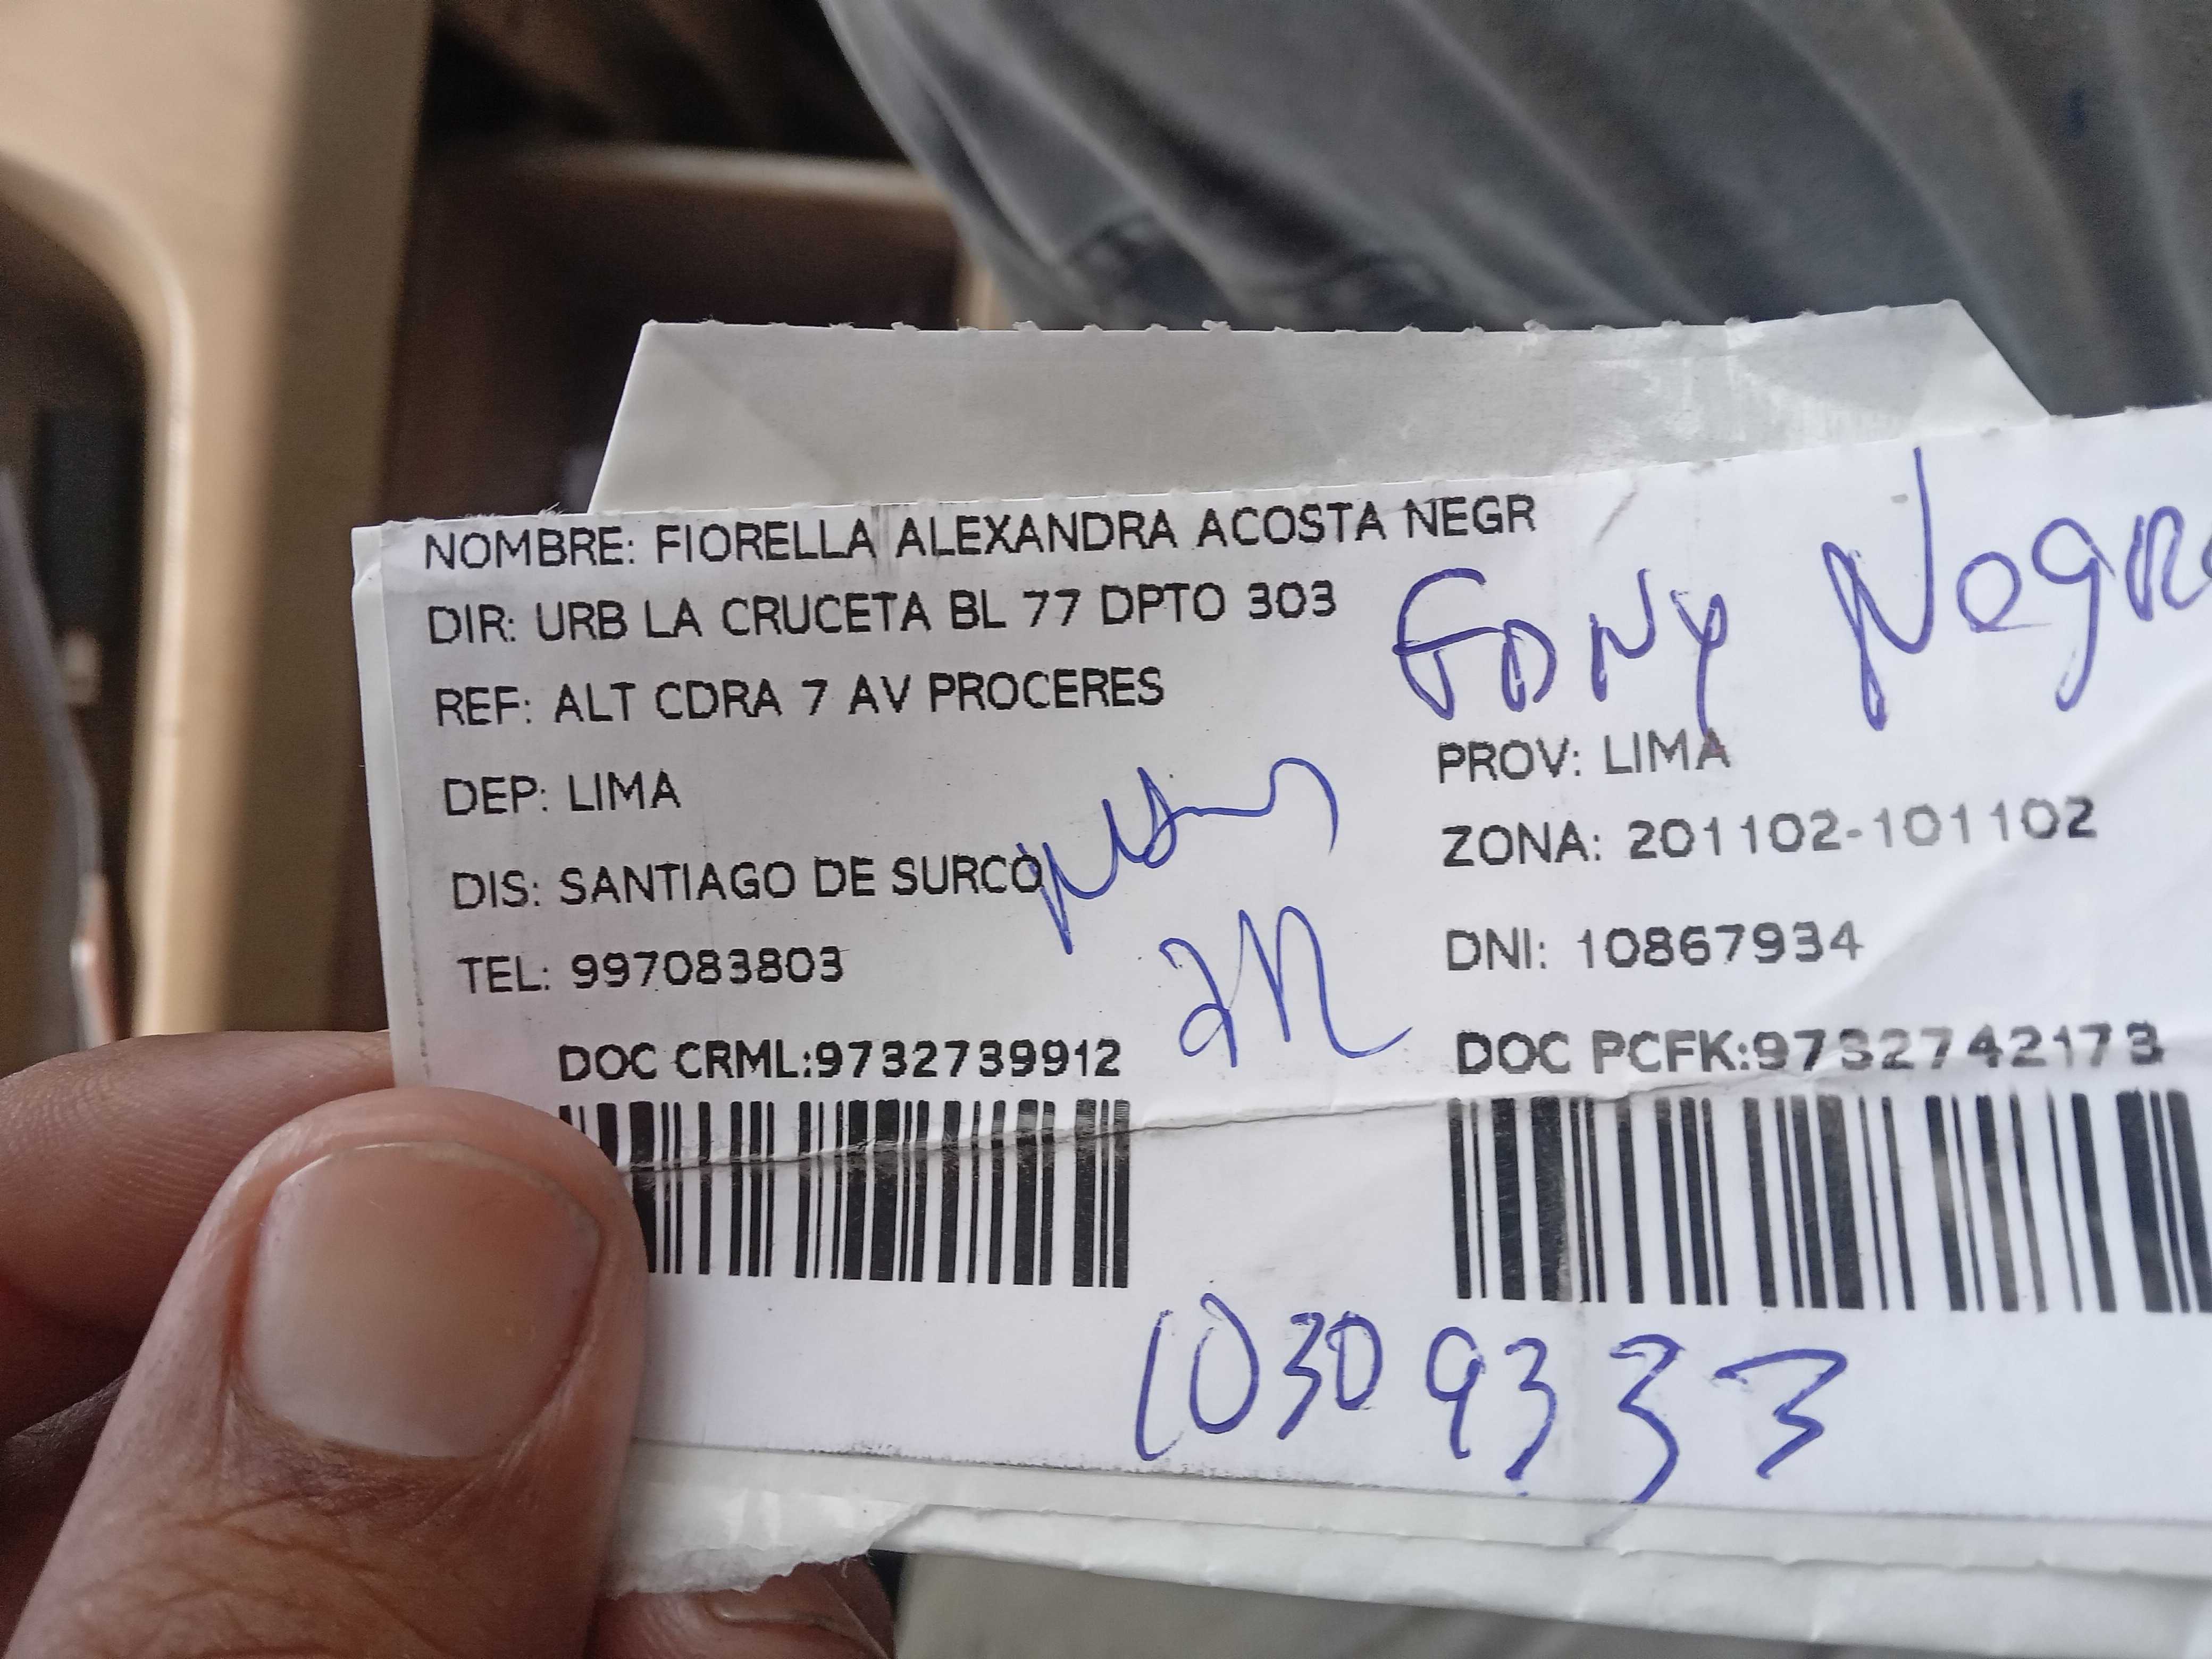 NOMBRE: FIORELLA ALEXANDRA ACOSTA NEGR
DIR: URB LA CRUCETA BL 77 DPTO 303
REF: ALT CDRA 7 AV PROCERES
Negr
DEP: LIMA
PROV: LIMA
DIS: SANTIAGO DE SURCO
ZONA: 201102-101102
TEL: 997083803
DNI: 10867934
DOC CRML:9732739912
DOC PCFK:9732742173
10309333